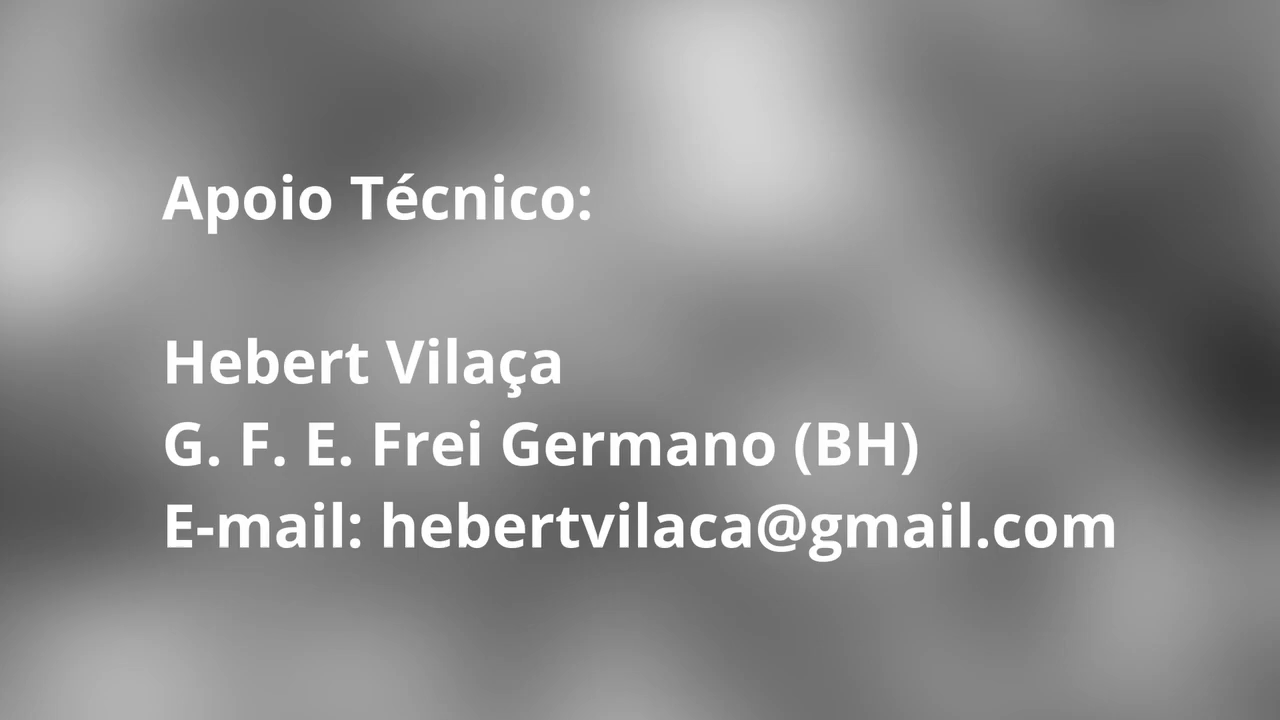 Apoio Técnico:
Hebert Vilaça
G. F. E. Frei Germano (BH)
E-mail: hebertvilaca@gmail.com